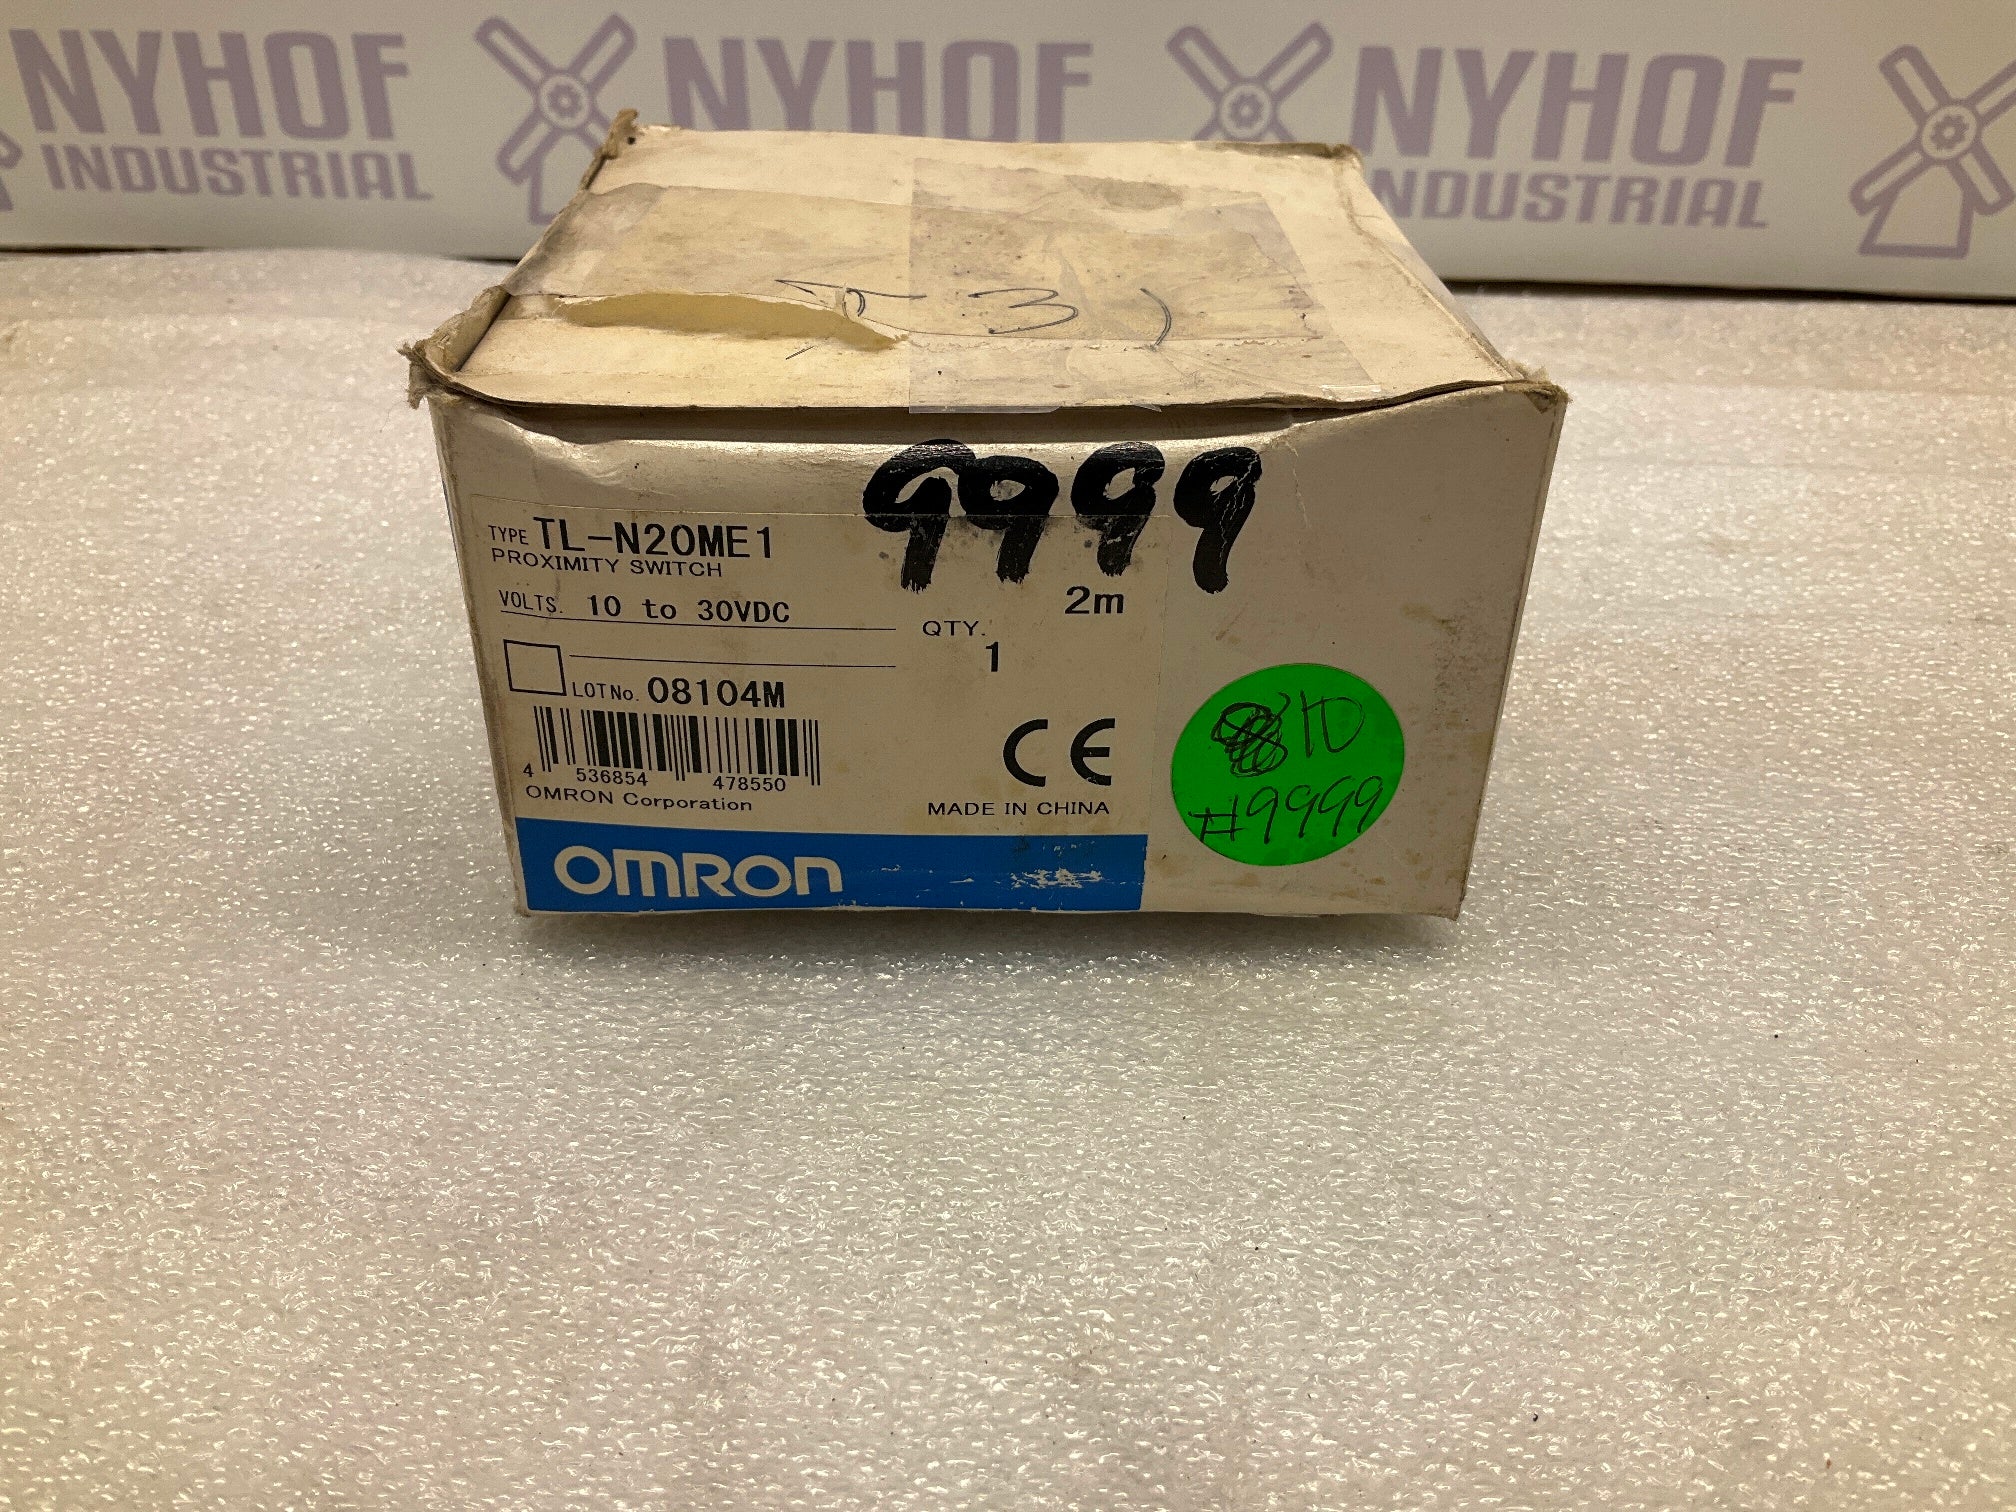 NYHOF NYHOF NYHOF
INDUSTRIAL INDUSTRIAL
3
9999
TYPE TL-N20ME1
PROXIMITY SWITCH
VOLTS. 10 to 30VDC
2m
QTY.
1
LOT No. 08104M
4 536854 478550
OMRON Corporation
CE
MADE IN CHINA
OMRON
10
#9999